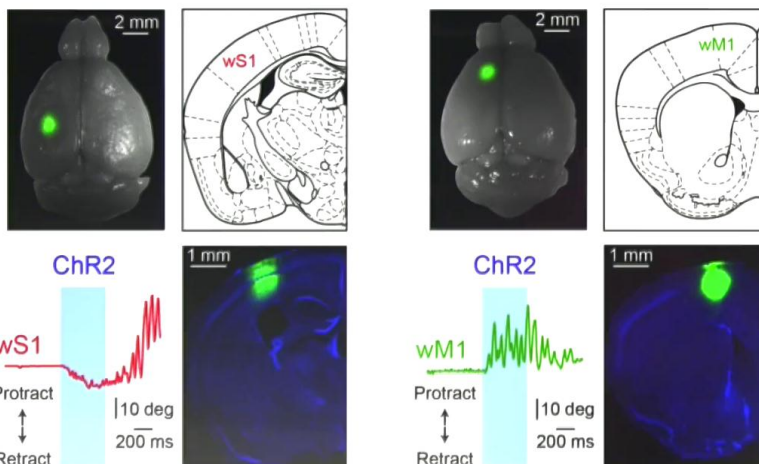 2 mm
wS1
2 mm
wM1
ChR2
1 mm
wS1
Protract
Retract
10 deg
200 ms
ChR2
1 mm
wM1
Protract
Retract
10 deg
200 ms